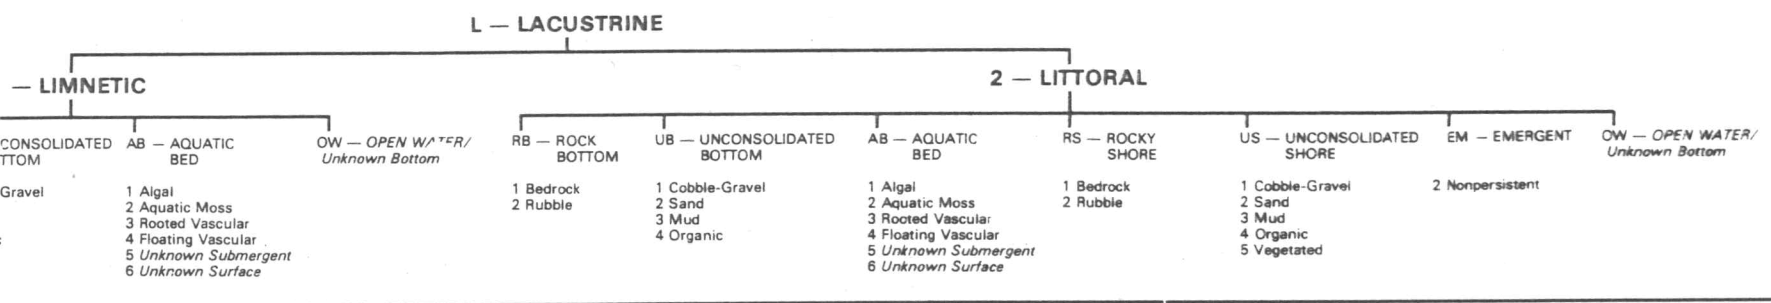 L — LACUSTRINE
— LIMNETIC
2 — LITTORAL
CONSOLIDATED
TTOM
Gravel
AB — AQUATIC
BED
1 Algal
2 Aquatic Moss
3 Rooted Vascular
4 Floating Vascular
5 Unknown Submergent
6 Unknown Surface
OW — OPEN WATER/
Unknown Bottom
RB — ROCK
BOTTOM
1 Bedrock
2 Rubble
UB — UNCONSOLIDATED
BOTTOM
1 Cobble-Gravel
2 Sand
3 Mud
4 Organic
AB — AQUATIC
BED
1 Algal
2 Aquatic Moss
3 Rooted Vascular
4 Floating Vascular
5 Unknown Submergent
6 Unknown Surface
RS — ROCKY
SHORE
1 Bedrock
2 Rubble
US — UNCONSOLIDATED
SHORE
1 Cobble-Gravel
2 Sand
3 Mud
4 Organic
5 Vegetated
EM — EMERGENT
2 Nonpersistent
OW — OPEN WATER/
Unknown Bottom